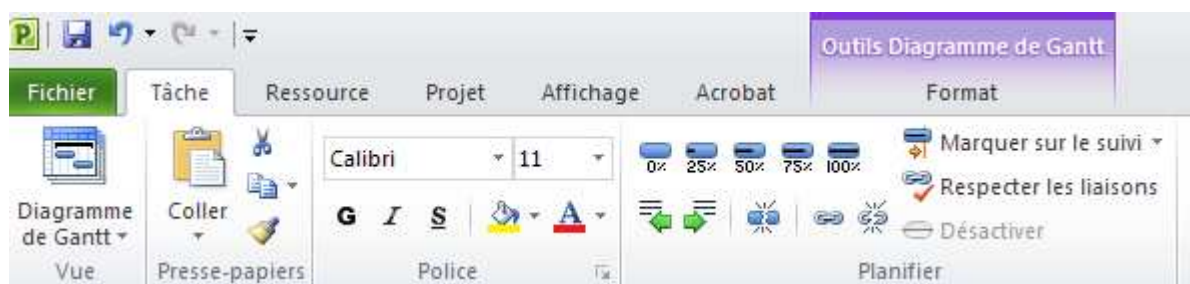 Outils Diagramme de Gantt
Fichier Tâche Ressource Projet Affichage Acrobat Format
Calibri 11 0% 25% 50% 75% 100% Marquer sur le suivi
Respecter les liaisons
Diagramme de Gantt Coller G I S A Désactiver
Vue Presse-papiers Police Planifier